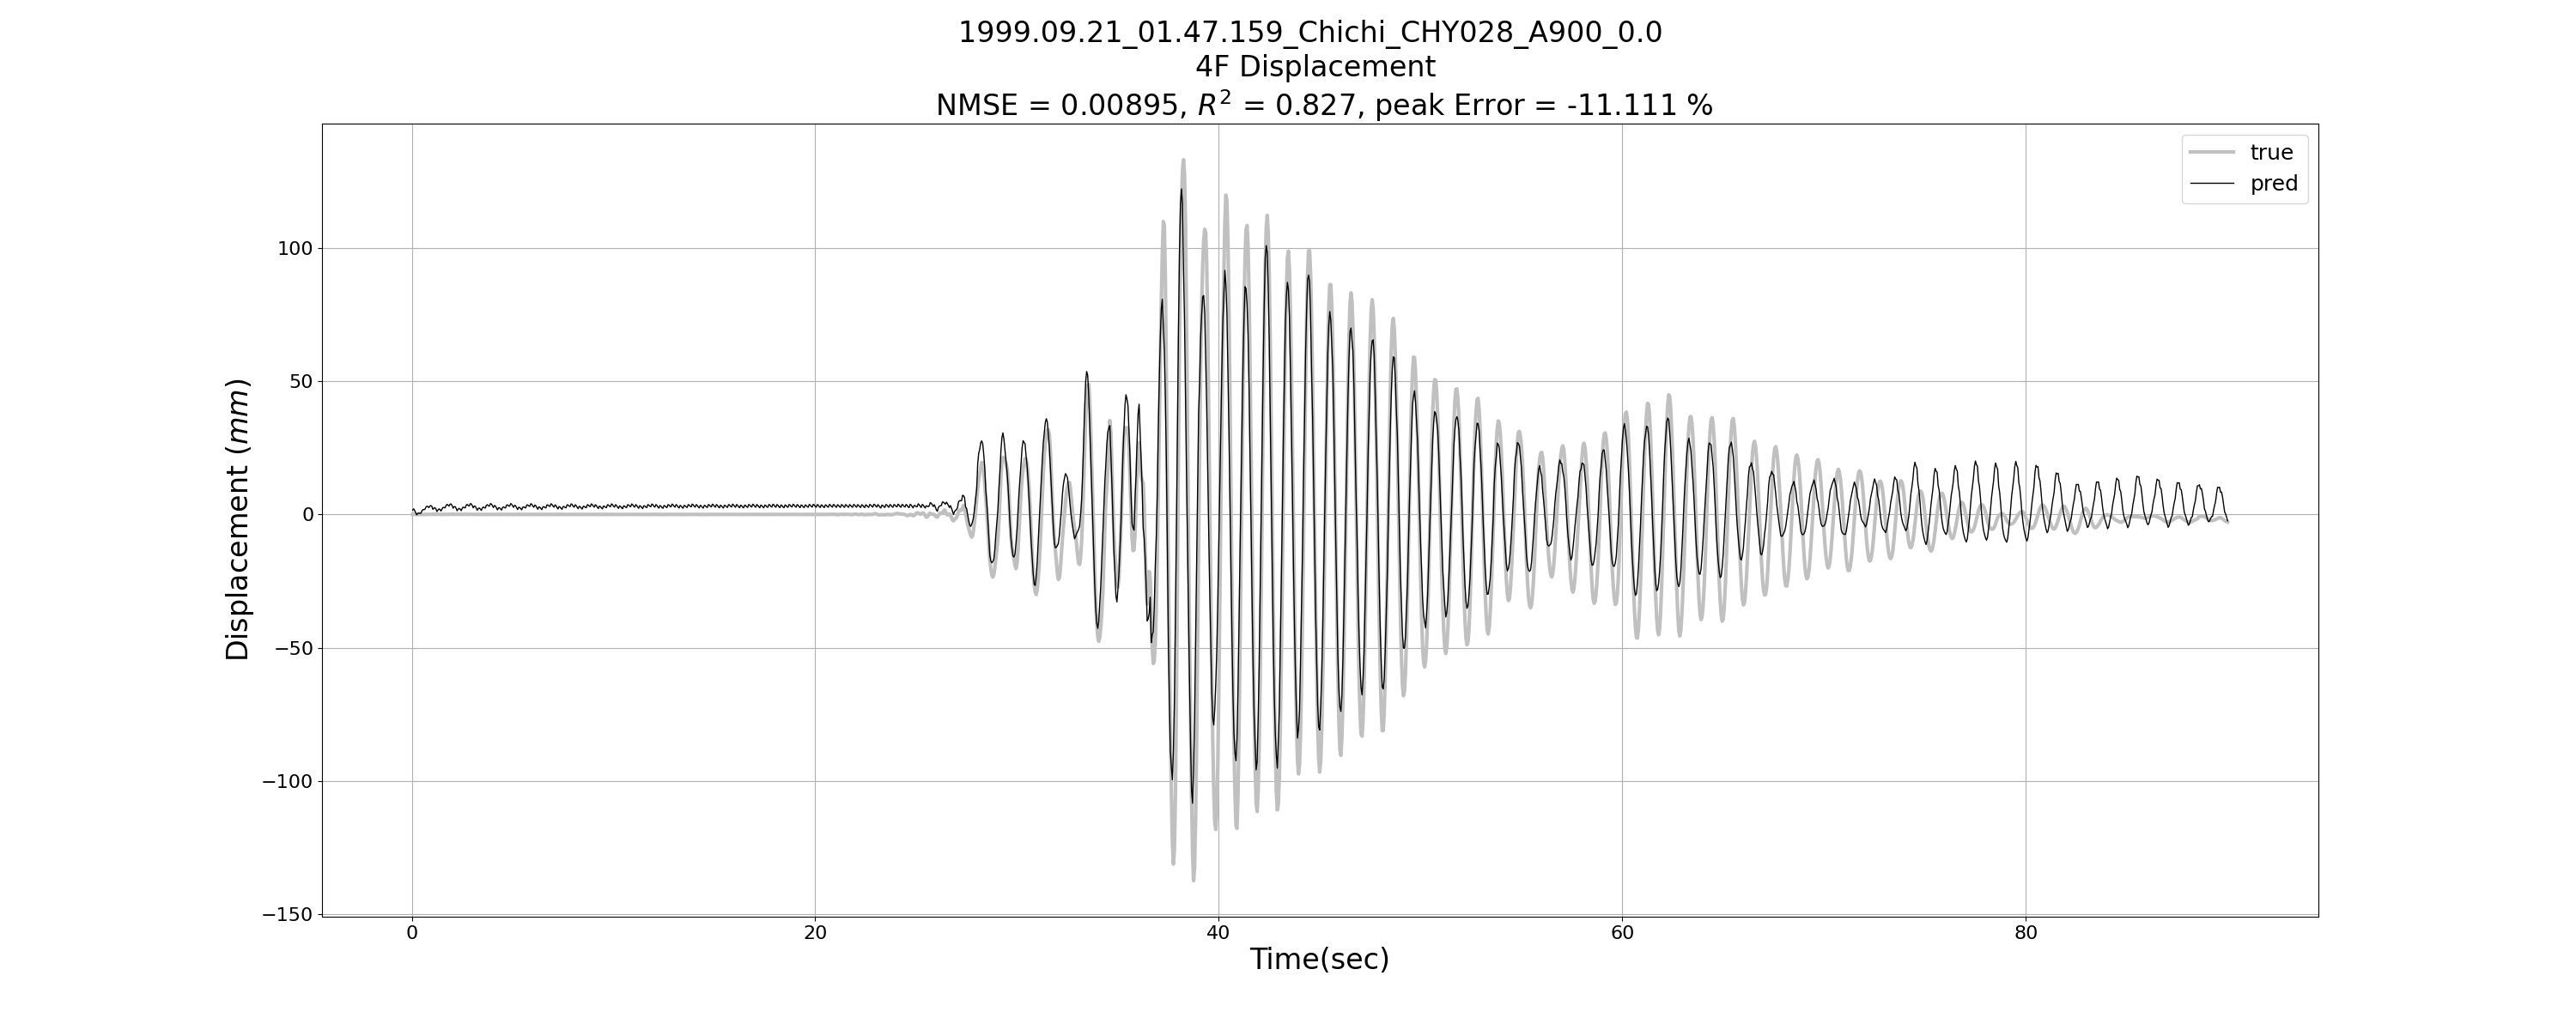 1999.09.21_01.47.159_Chichi_CHY028_A900_0.0
4F Displacement
NMSE = 0.00895, R² = 0.827, peak Error = -11.111 %
true
pred
Displacement (mm)
100
50
0
−50
−100
−150
0
20
40
60
80
Time(sec)